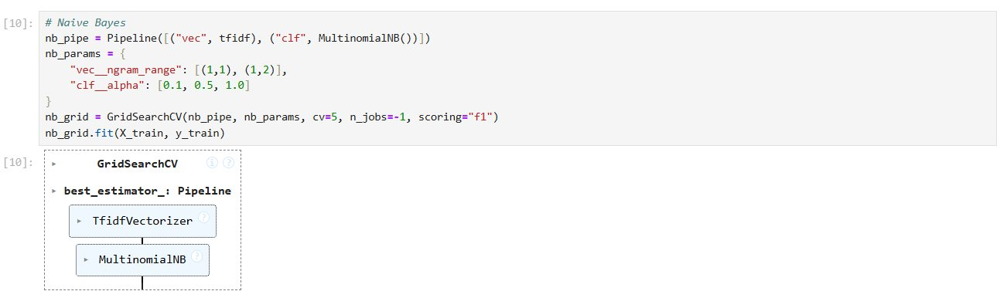 [10]:
# Naive Bayes
nb_pipe = Pipeline([("vec", tfidf), ("clf", MultinomialNB())])
nb_params = {
    "vec__ngram_range": [(1,1), (1,2)],
    "clf__alpha": [0.1, 0.5, 1.0]
}
nb_grid = GridSearchCV(nb_pipe, nb_params, cv=5, n_jobs=-1, scoring="f1")
nb_grid.fit(X_train, y_train)
[10]:
▸ GridSearchCV i ?
▸ best_estimator_: Pipeline
▸ TfidfVectorizer ?
▸ MultinomialNB ?